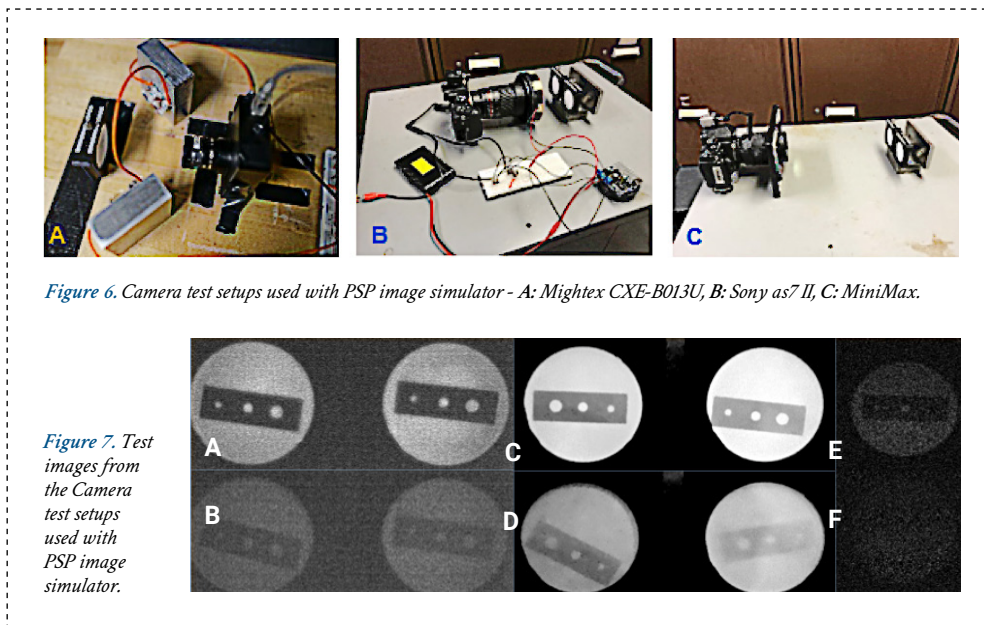 A
B
C
Figure 6. Camera test setups used with PSP image simulator - A: Mightex CXE-B013U, B: Sony as7 II, C: MiniMax.
Figure 7. Test
images from
the Camera
test setups
used with
PSP image
simulator.
A
C
E
B
D
F